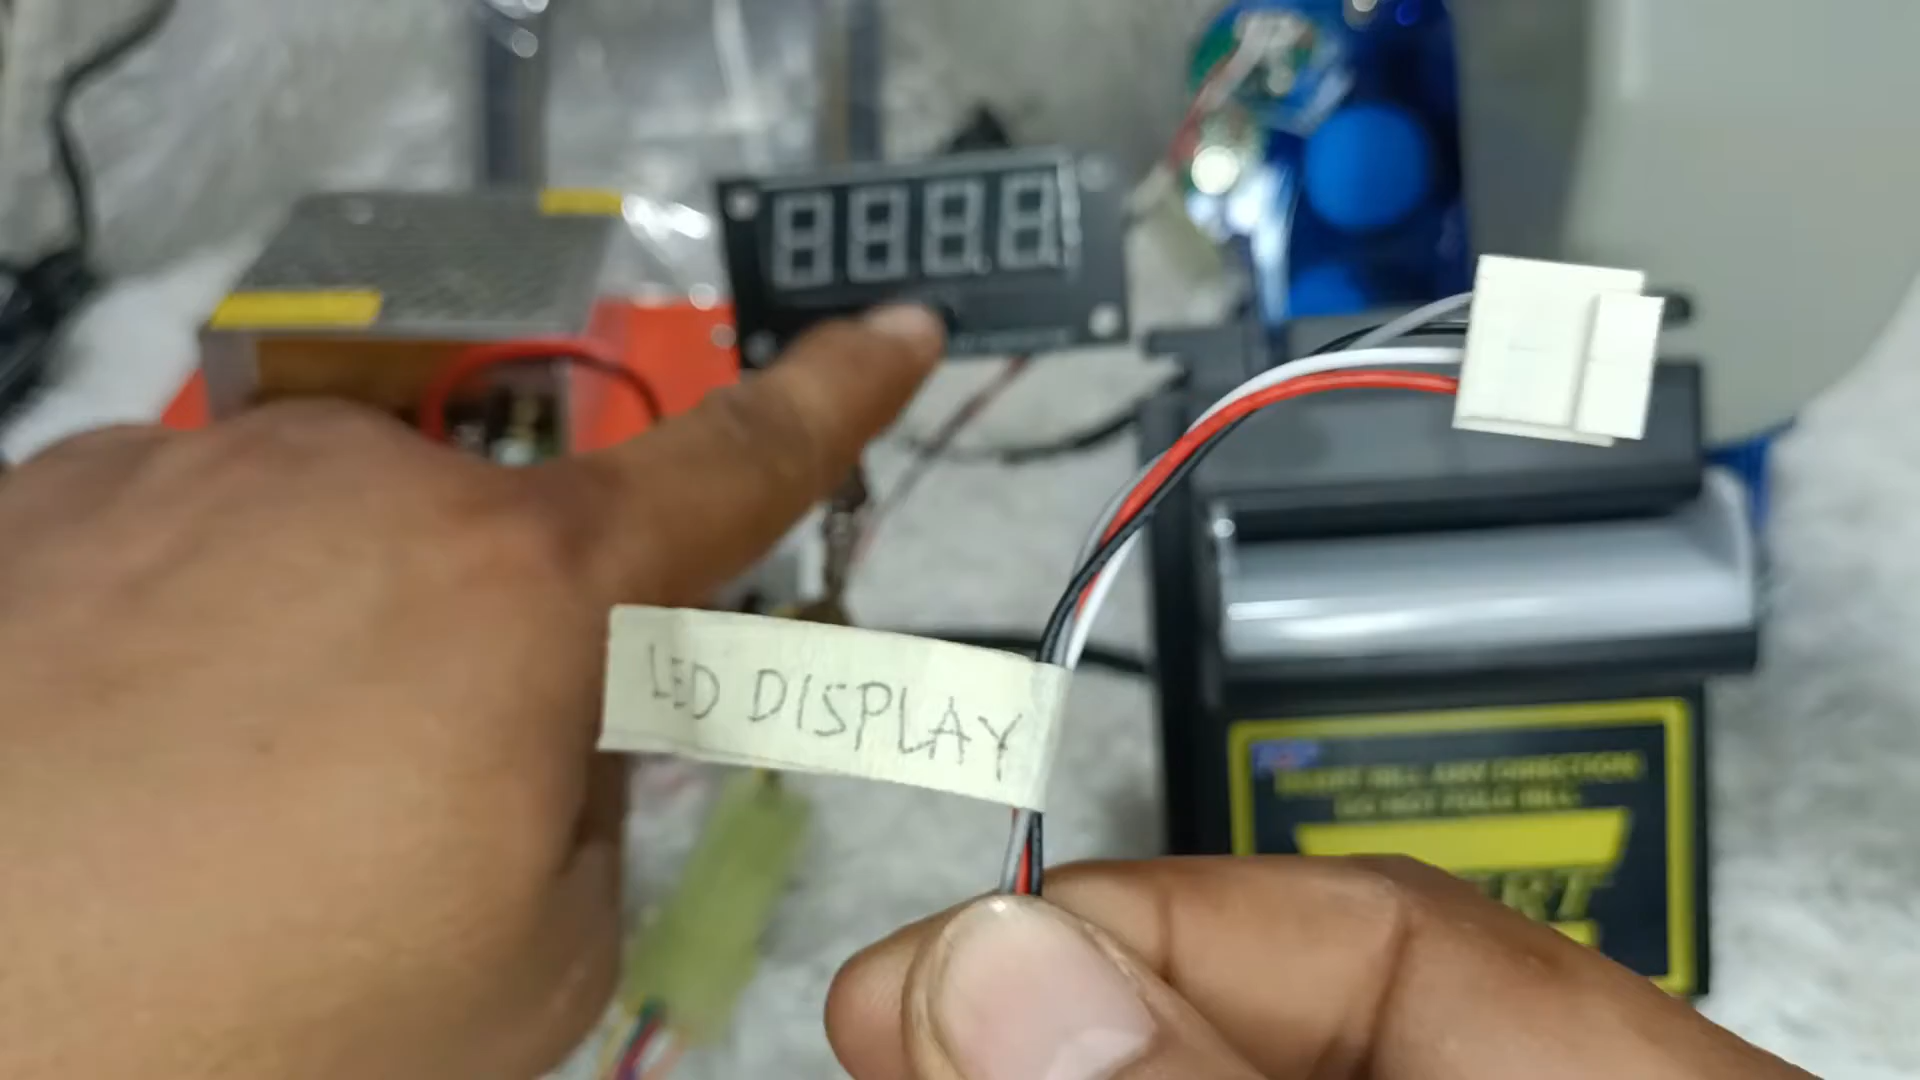 LED DISPLAY
INSERT BILL ANY DIRECTION
DO NOT FOLD BILL